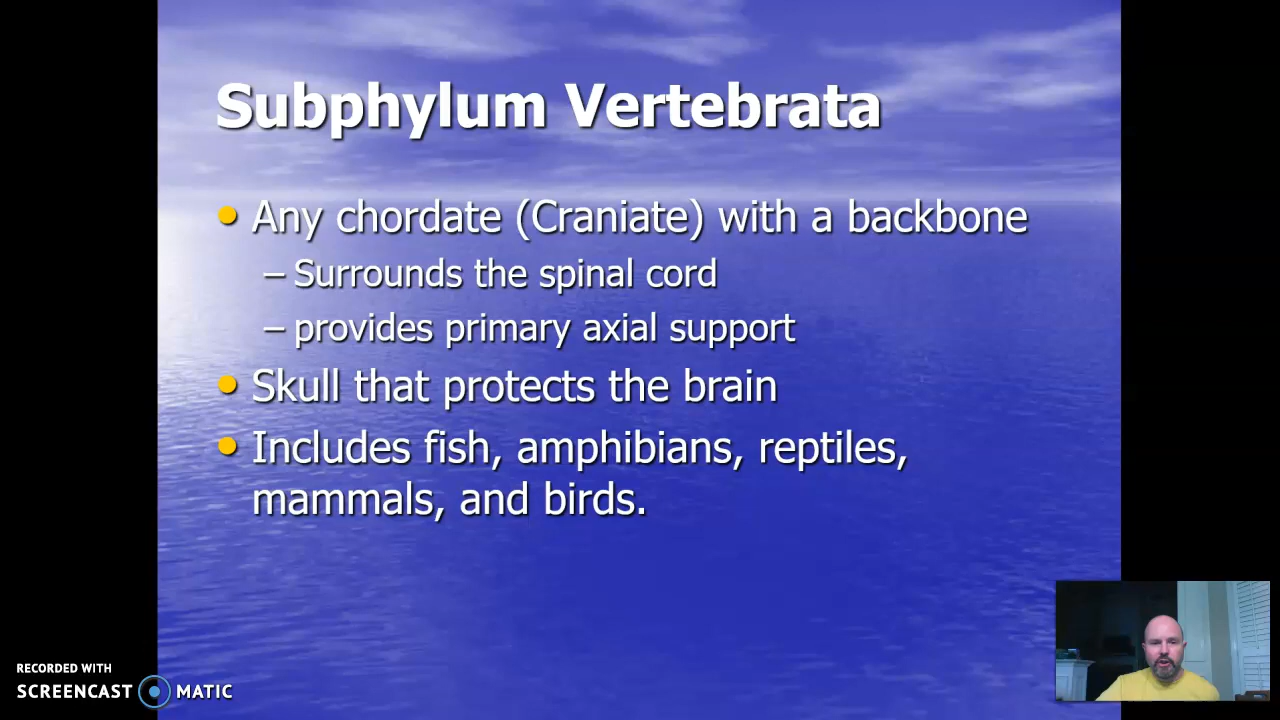 Subphylum Vertebrata
• Any chordate (Craniate) with a backbone
– Surrounds the spinal cord
– provides primary axial support
• Skull that protects the brain
• Includes fish, amphibians, reptiles,
mammals, and birds.
RECORDED WITH
SCREENCAST MATIC